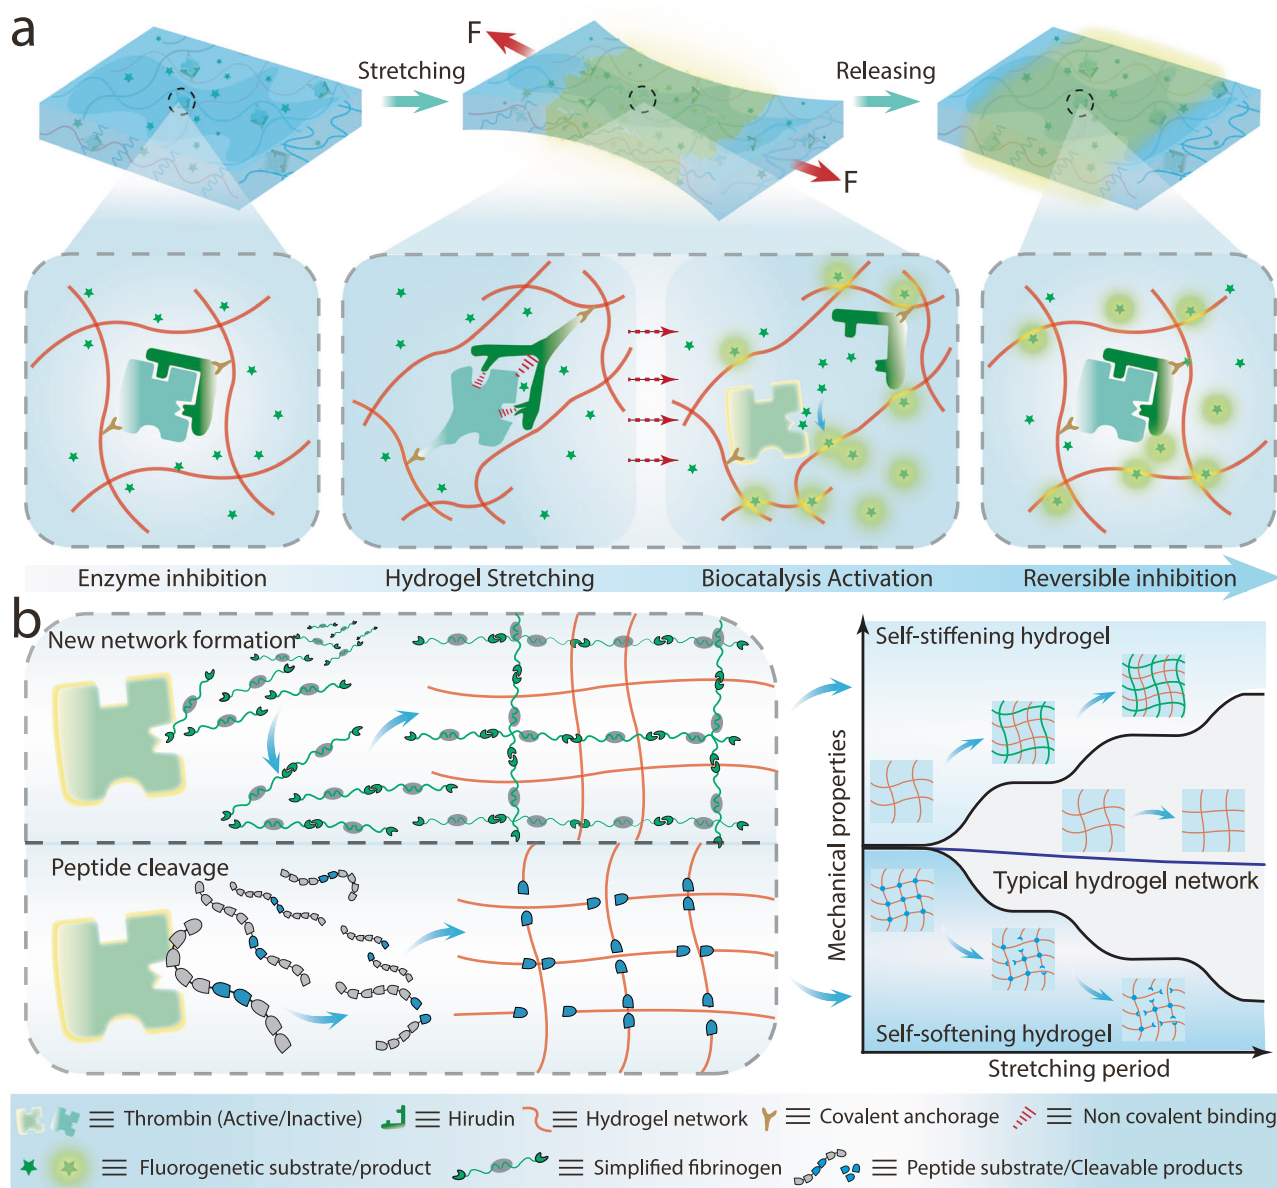 a
F
Stretching
F
Releasing
Enzyme inhibition
Hydrogel Stretching
Biocatalysis Activation
Reversible inhibition
b
New network formation
Peptide cleavage
Mechanical properties
Self-stiffening hydrogel
Typical hydrogel network
Self-softening hydrogel
Stretching period
Thrombin (Active/Inactive)
Hirudin
Hydrogel network
Covalent anchorage
Non covalent binding
Fluorogenetic substrate/product
Simplified fibrinogen
Peptide substrate/Cleavable products